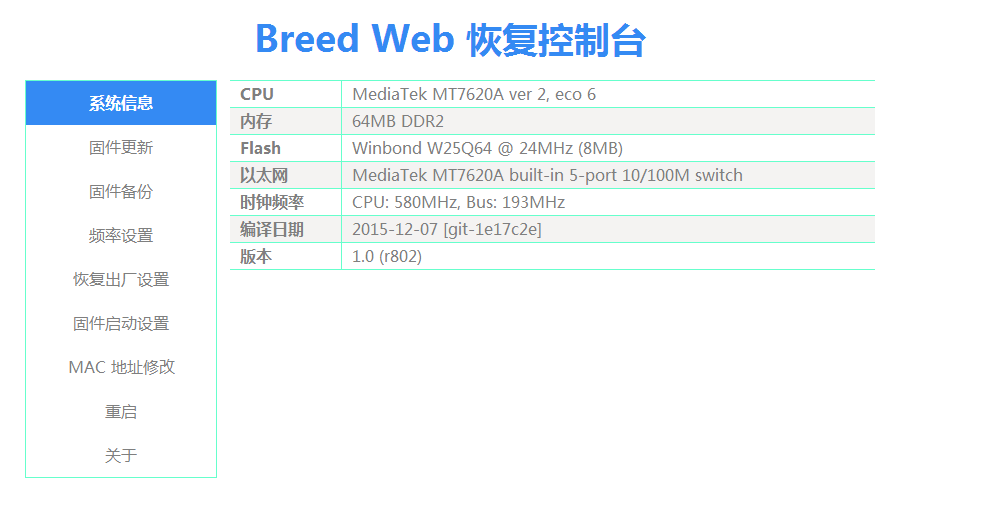 Breed Web 恢复控制台
系统信息
固件更新
固件备份
频率设置
恢复出厂设置
固件启动设置
MAC 地址修改
重启
关于
CPU MediaTek MT7620A ver 2, eco 6
内存 64MB DDR2
Flash Winbond W25Q64 @ 24MHz (8MB)
以太网 MediaTek MT7620A built-in 5-port 10/100M switch
时钟频率 CPU: 580MHz, Bus: 193MHz
编译日期 2015-12-07 [git-1e17c2e]
版本 1.0 (r802)